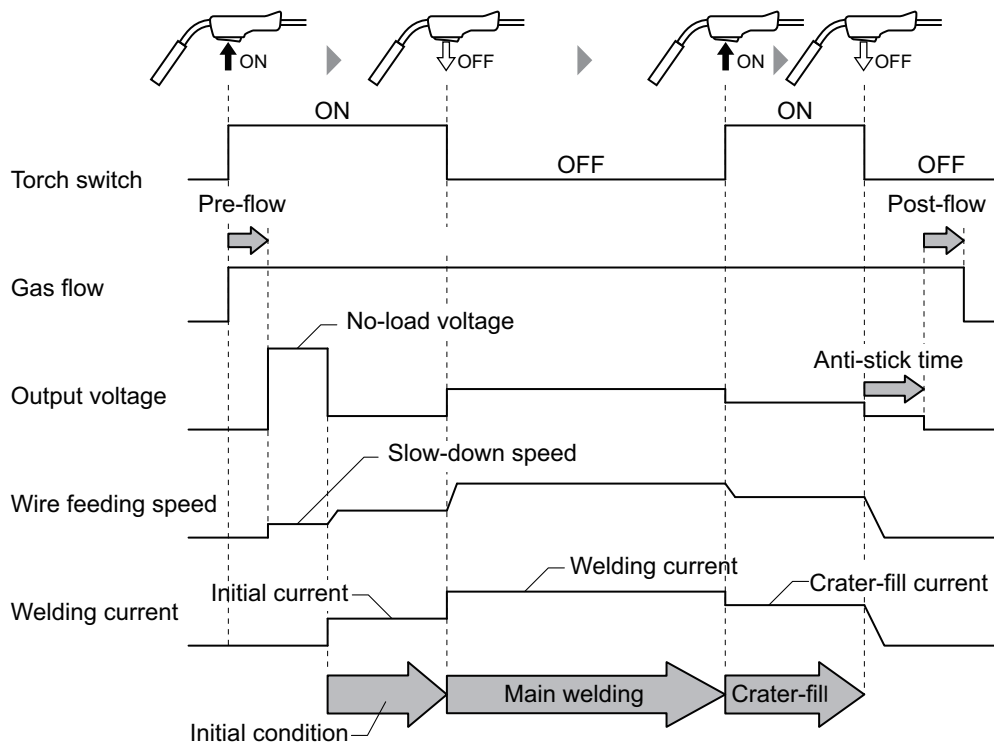 ON
OFF
ON
OFF
ON
ON
Torch switch
OFF
OFF
Pre-flow
Post-flow
Gas flow
No-load voltage
Anti-stick time
Output voltage
Slow-down speed
Wire feeding speed
Welding current
Initial current
Crater-fill current
Welding current
Main welding
Crater-fill
Initial condition